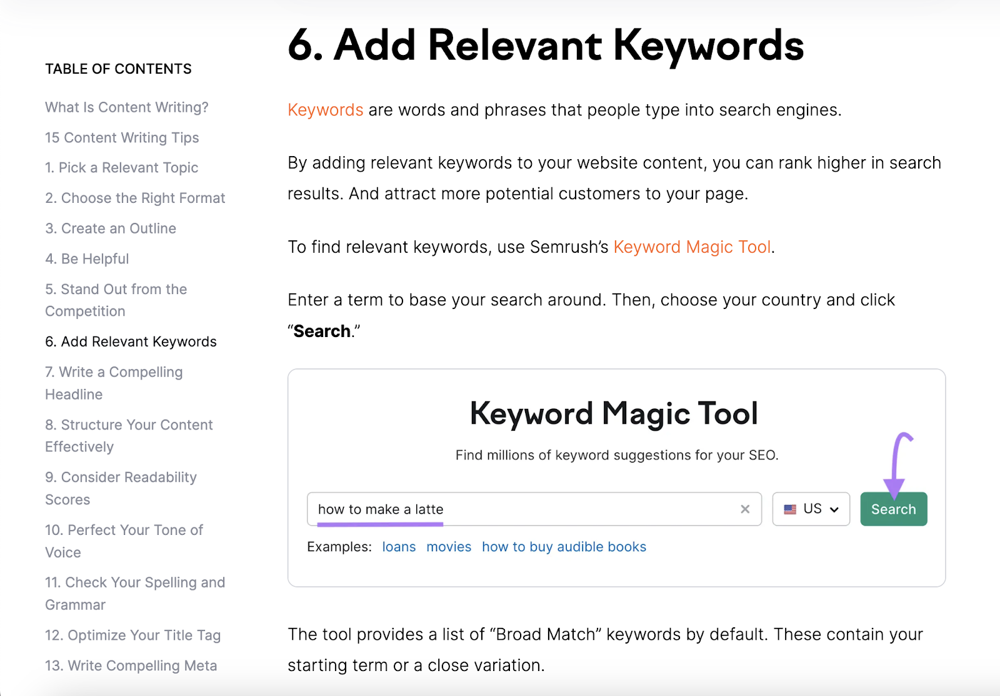 TABLE OF CONTENTS
What Is Content Writing?
15 Content Writing Tips
1. Pick a Relevant Topic
2. Choose the Right Format
3. Create an Outline
4. Be Helpful
5. Stand Out from the
Competition
6. Add Relevant Keywords
7. Write a Compelling
Headline
8. Structure Your Content
Effectively
9. Consider Readability
Scores
10. Perfect Your Tone of
Voice
11. Check Your Spelling and
Grammar
12. Optimize Your Title Tag
13. Write Compelling Meta
6. Add Relevant Keywords
Keywords are words and phrases that people type into search engines.
By adding relevant keywords to your website content, you can rank higher in search
results. And attract more potential customers to your page.
To find relevant keywords, use Semrush’s Keyword Magic Tool.
Enter a term to base your search around. Then, choose your country and click
“Search.”
Keyword Magic Tool
Find millions of keyword suggestions for your SEO.
how to make a latte
US
Search
Examples: loans movies how to buy audible books
The tool provides a list of “Broad Match” keywords by default. These contain your
starting term or a close variation.